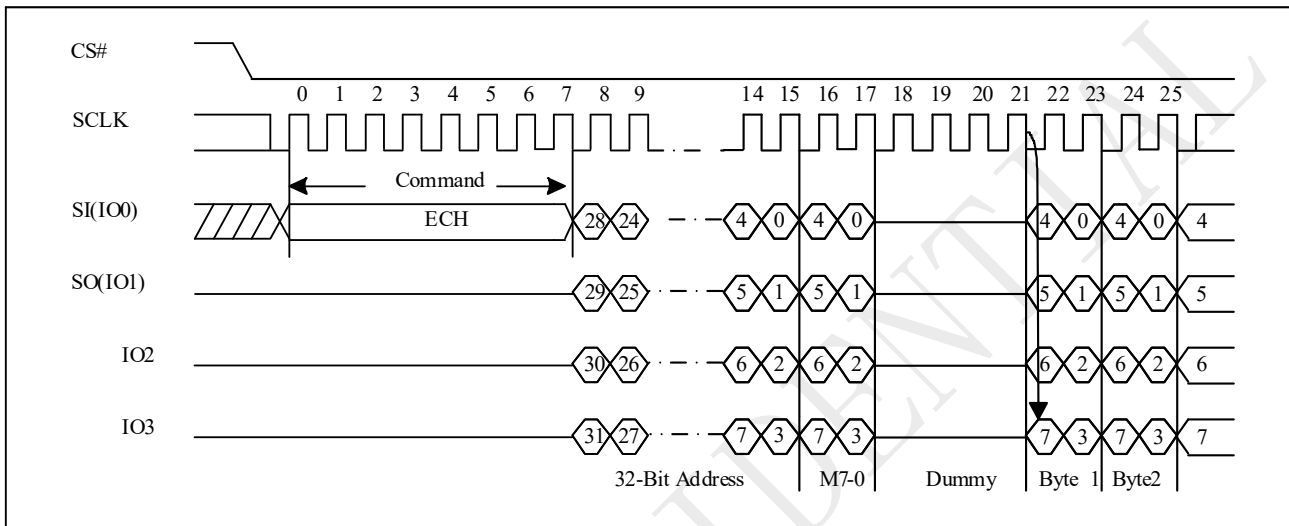 CS#
0 1 2 3 4 5 6 7 8 9 14 15 16 17 18 19 20 21 22 23 24 25
SCLK
Command
SI(IO0) ECH 28 24 4 0 4 0 4 0 4 0 4
SO(IO1) 29 25 5 1 5 1 5 1 5 1 5
IO2 30 26 6 2 6 2 6 2 6 2 6
IO3 31 27 7 3 7 3 7 3 7 3 7
32-Bit Address M7-0 Dummy Byte 1 Byte2
IDENTIAL